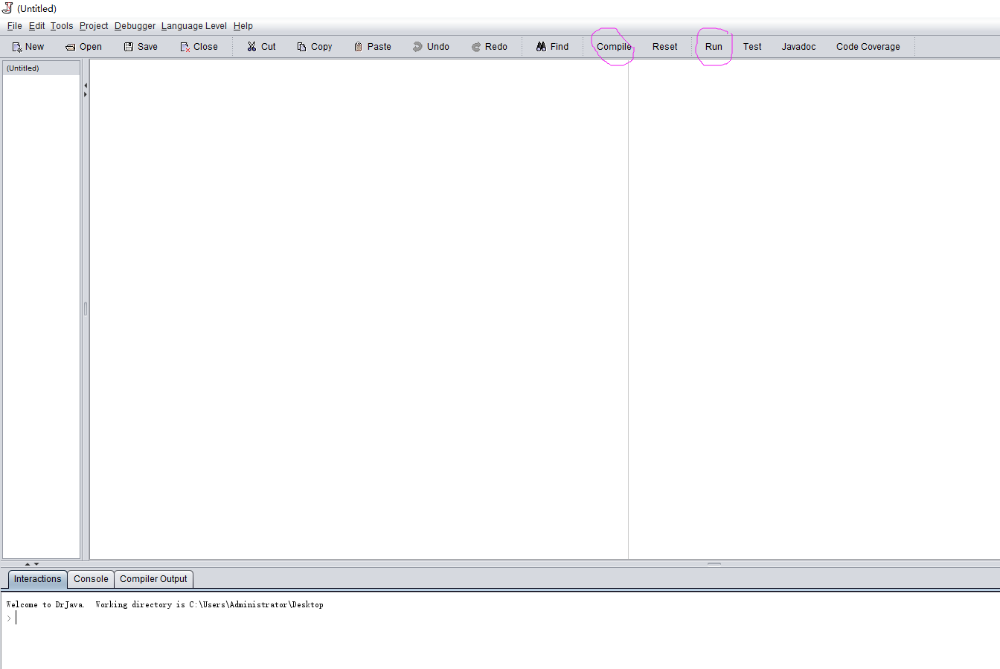 (Untitled)
File Edit Tools Project Debugger Language Level Help
New Open Save Close Cut Copy Paste Undo Redo Find Compile Reset Run Test Javadoc Code Coverage
(Untitled)
Interactions Console Compiler Output
Welcome to DrJava.  Working directory is C:\Users\Administrator\Desktop
>